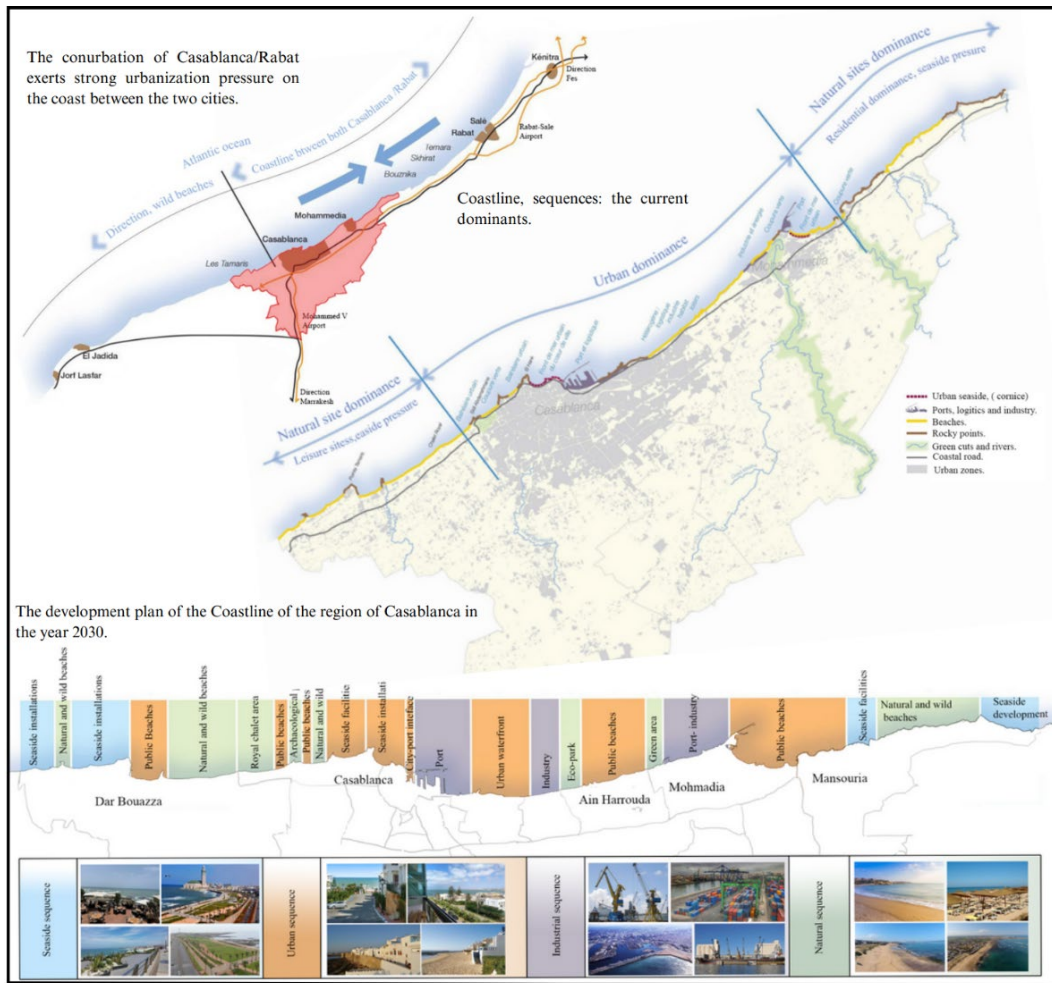 The conurbation of Casablanca/Rabat
exerts strong urbanization pressure on
the coast between the two cities.
Kénitra
Direction
Fes
Coastline btween both Casablanca /Rabat
Atlantic ocean
Direction, wild beaches
Salé
Rabat
Rabat-Sale
Airport
Temara
Skhirat
Bouznika
Mohammedia
Casablanca
Les Tamaris
Mohammed V
Airport
El Jadida
Jorf Lasfar
Direction
Marrakesh
Coastline, sequences: the current
dominants.
Natural sites dominance
Residential dominance, seaside presure
Urban dominance
Natural site dominance
Leisure sitess,easide pressure
Casablanca
Mohammedia
Urban seaside, ( cornice)
Ports, logitics and industry.
Beaches.
Rocky points.
Green cuts and rivers.
Coastal road.
Urban zones.
The development plan of the Coastline of the region of Casablanca in
the year 2030.
Seaside installations
Natural and wild beaches
Seaside installations
Public Beaches
Natural and wild beaches
Royal chalet area
Public beaches
Archaeological
Public beaches
Natural and wild
Seaside facilities
Seaside installati
City-port inteface
Port
Urban waterfront
Industry
Eco-park
Public beaches
Green area
Port- industry
Public beaches
Seaside facilities
Natural and wild
beaches
Seaside
development
Dar Bouazza
Casablanca
Ain Harrouda
Mohmadia
Mansouria
Seaside sequence
Urban sequence
Industrial sequence
Natural sequence